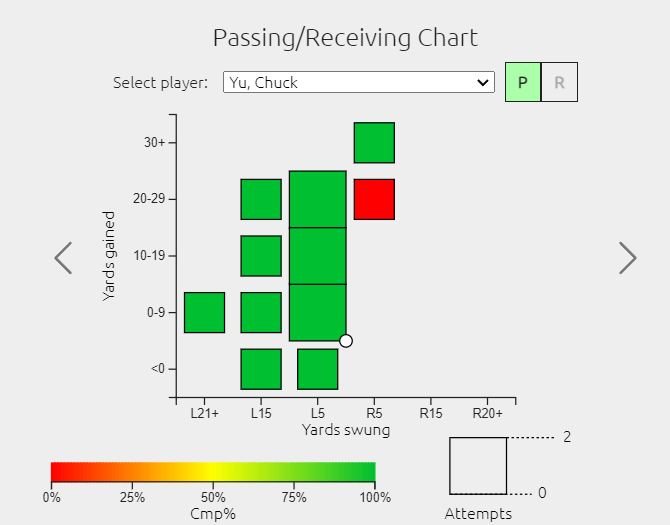 Passing/Receiving Chart
Select player: Yu, Chuck P R
30+
20-29
10-19
0-9
<0
Yards gained
L21+ L15 L5 R5 R15 R20+
Yards swung
0% 25% 50% 75% 100%
Cmp%
2
0
Attempts